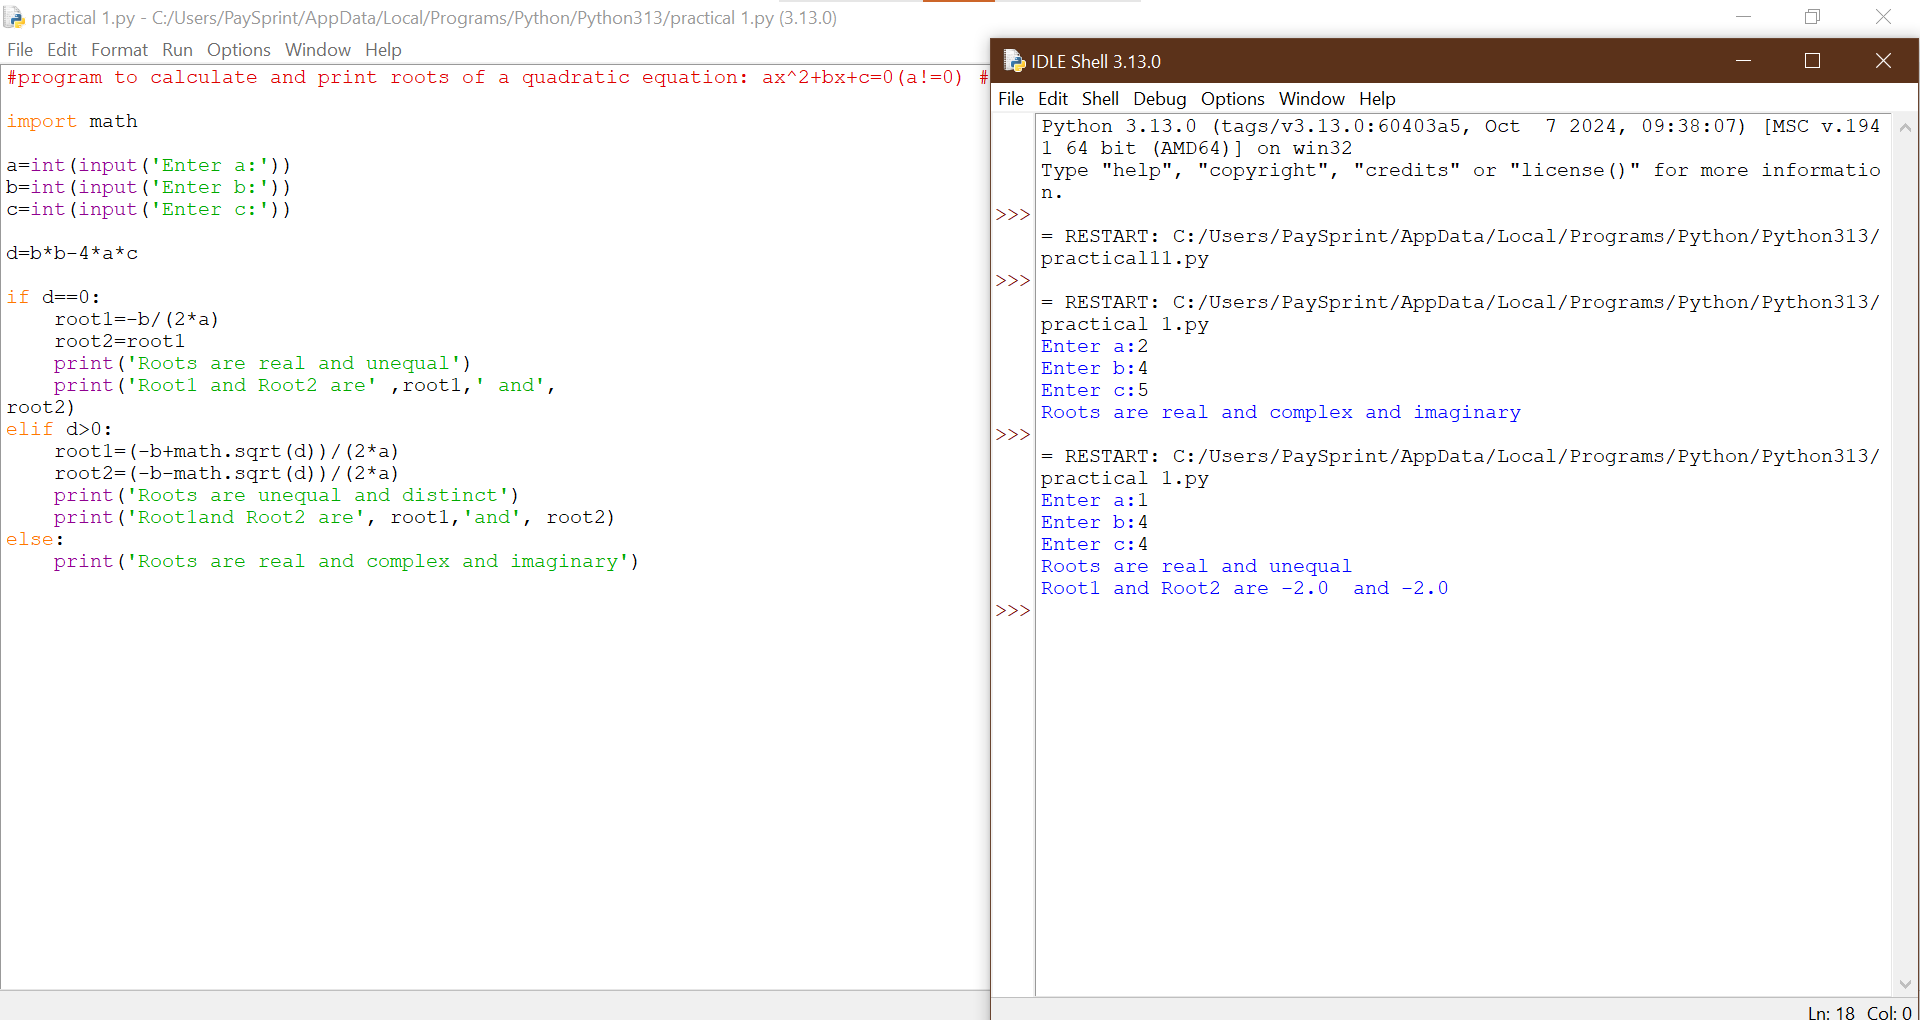 practical 1.py - C:/Users/PaySprint/AppData/Local/Programs/Python/Python313/practical 1.py (3.13.0)
File Edit Format Run Options Window Help
#program to calculate and print roots of a quadratic equation: ax^2+bx+c=0(a!=0) #
import math
a=int(input('Enter a:'))
b=int(input('Enter b:'))
c=int(input('Enter c:'))
d=b*b-4*a*c
if d==0:
    root1=-b/(2*a)
    root2=root1
    print('Roots are real and unequal')
    print('Root1 and Root2 are' ,root1,' and',
root2)
elif d>0:
    root1=(-b+math.sqrt(d))/(2*a)
    root2=(-b-math.sqrt(d))/(2*a)
    print('Roots are unequal and distinct')
    print('Root1and Root2 are', root1,'and', root2)
else:
    print('Roots are real and complex and imaginary')
IDLE Shell 3.13.0
File Edit Shell Debug Options Window Help
Python 3.13.0 (tags/v3.13.0:60403a5, Oct  7 2024, 09:38:07) [MSC v.194
1 64 bit (AMD64)] on win32
Type "help", "copyright", "credits" or "license()" for more informatio
n.
>>>
= RESTART: C:/Users/PaySprint/AppData/Local/Programs/Python/Python313/
practical11.py
>>>
= RESTART: C:/Users/PaySprint/AppData/Local/Programs/Python/Python313/
practical 1.py
Enter a:2
Enter b:4
Enter c:5
Roots are real and complex and imaginary
>>>
= RESTART: C:/Users/PaySprint/AppData/Local/Programs/Python/Python313/
practical 1.py
Enter a:1
Enter b:4
Enter c:4
Roots are real and unequal
Root1 and Root2 are -2.0  and -2.0
>>>
Ln: 18 Col: 0